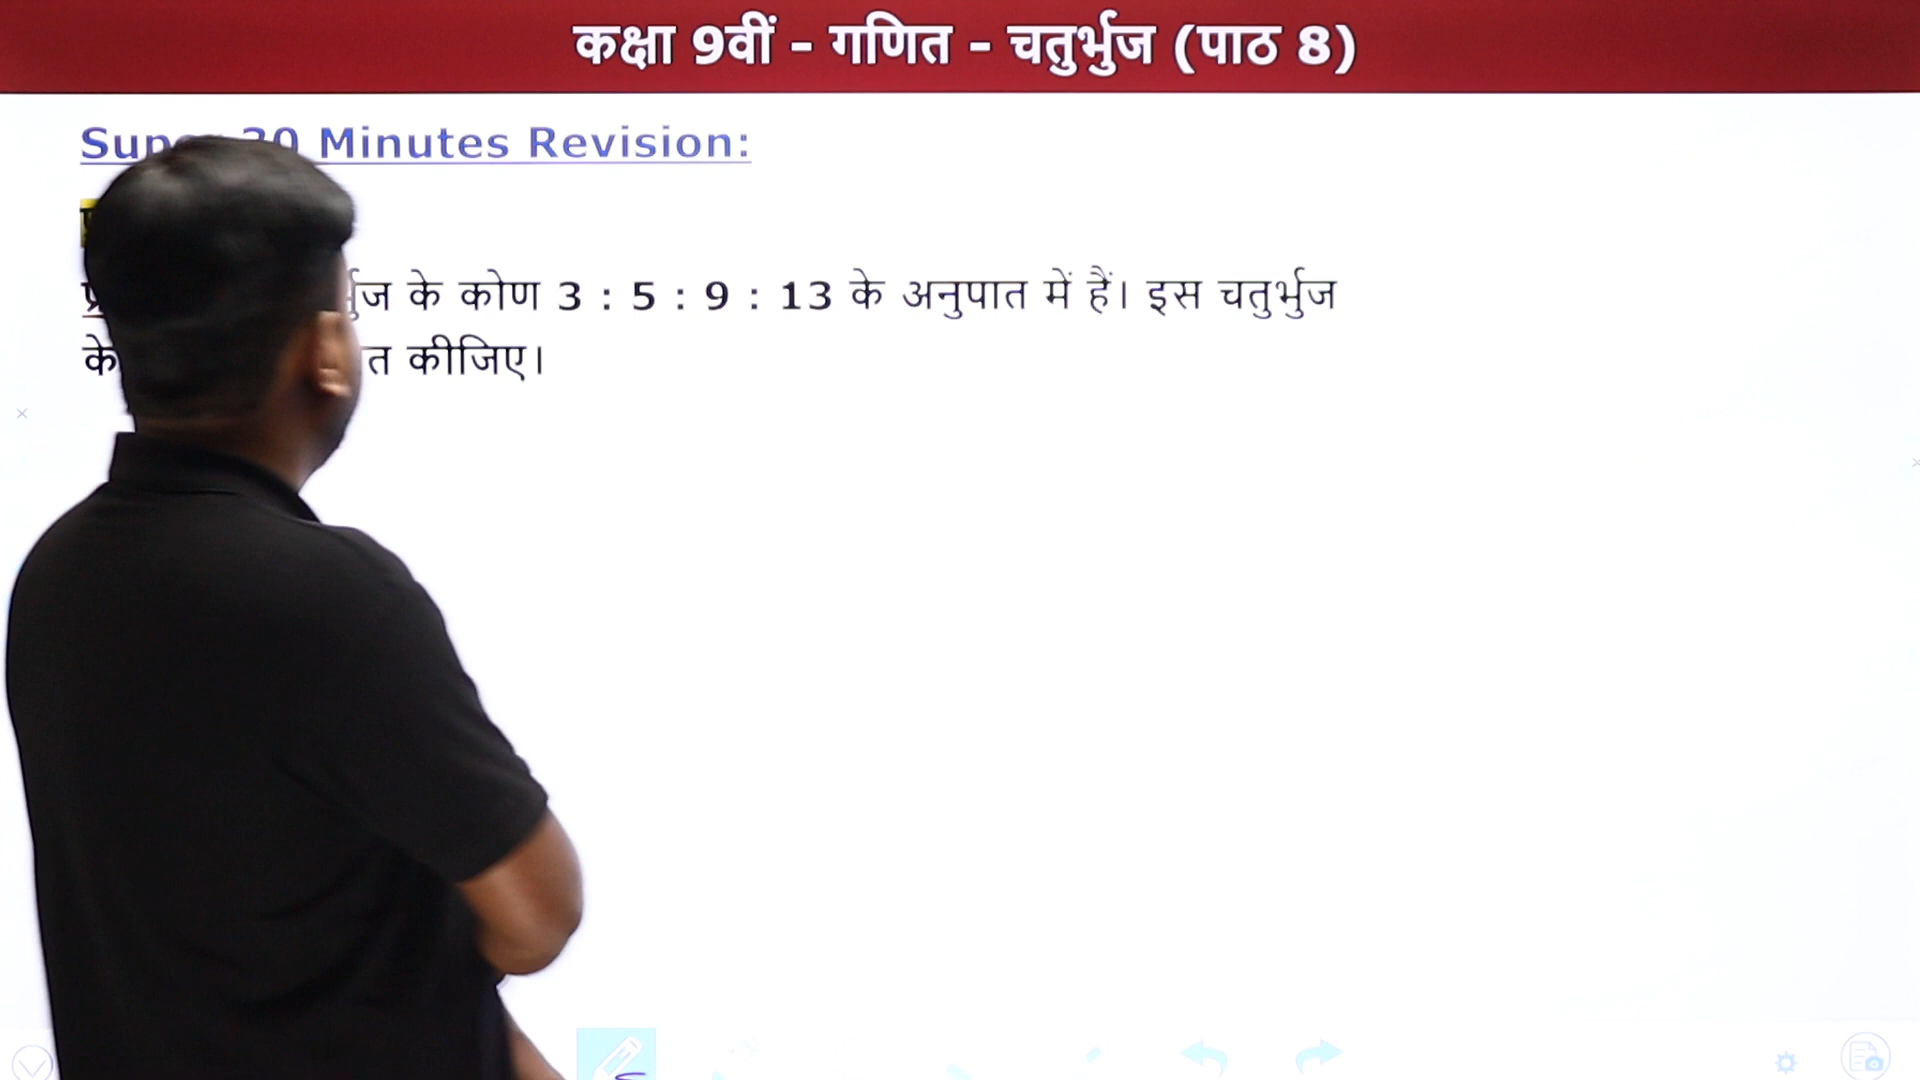 कक्षा 9वीं - गणित - चतुर्भुज (पाठ 8)
Minutes Revision:
के कोण 3 : 5 : 9 : 13 के अनुपात में हैं। इस चतुर्भुज
के कीजिए।